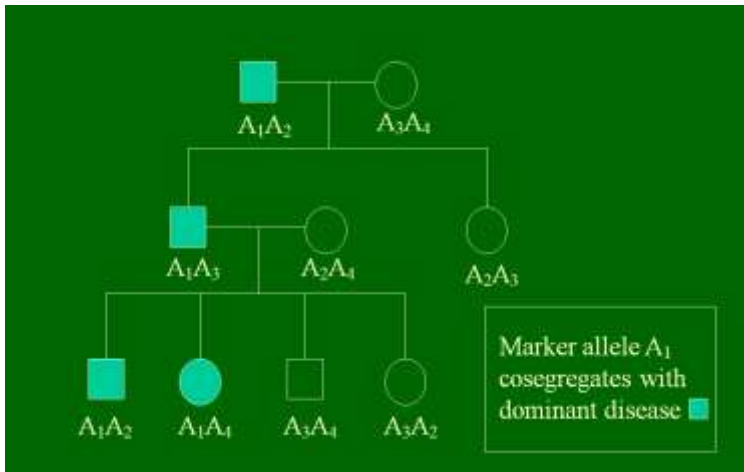 A₁A₂ A₃A₄
A₁A₃ A₂A₄ A₂A₃
A₁A₂ A₁A₄ A₃A₄ A₃A₂
Marker allele A₁
cosegregates with
dominant disease